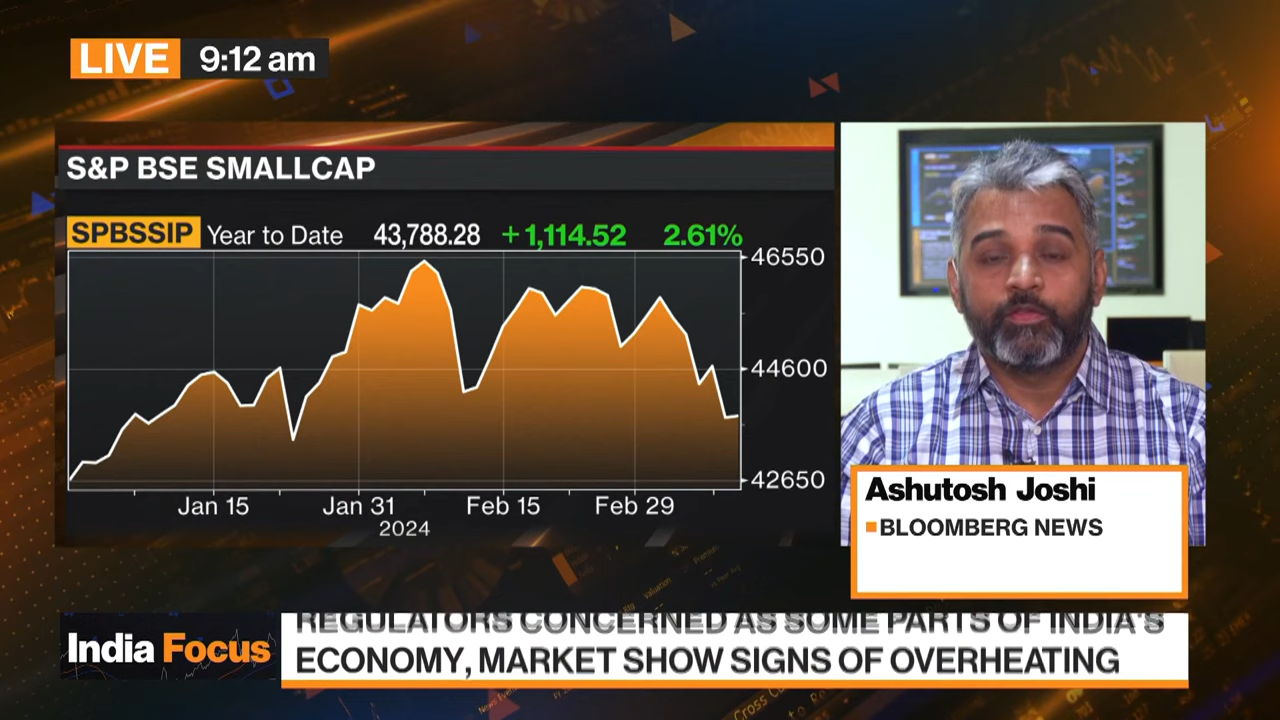 LIVE 9:12 am
S&P BSE SMALLCAP
SPBSSIP Year to Date 43,788.28 +1,114.52 2.61%
46550
44600
42650
Jan 15 Jan 31 Feb 15 Feb 29
2024
Ashutosh Joshi
BLOOMBERG NEWS
India Focus
REGULATORS CONCERNED AS SOME PARTS OF INDIA'S
ECONOMY, MARKET SHOW SIGNS OF OVERHEATING